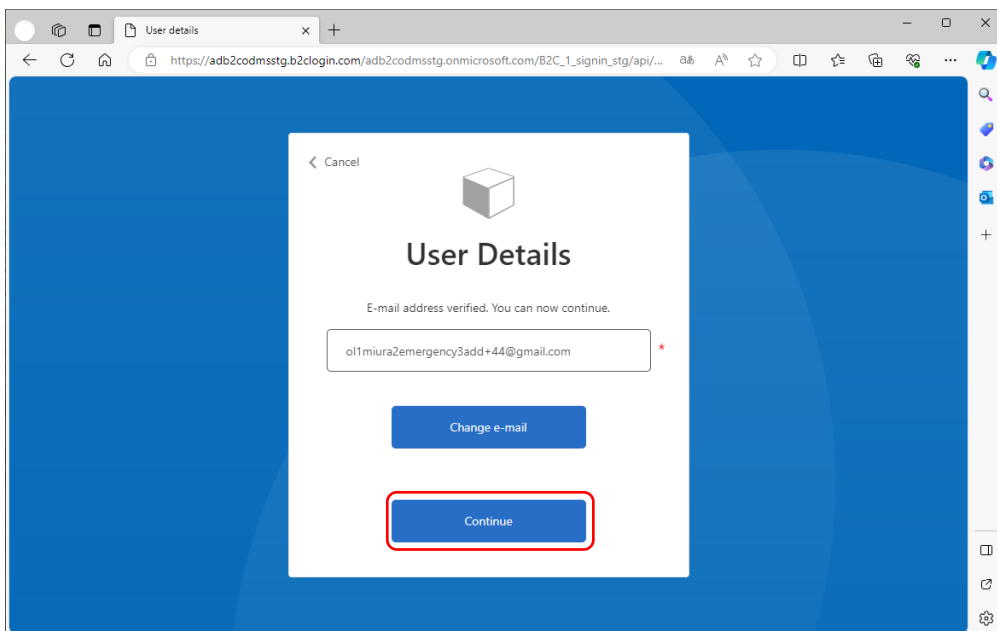 User details
https://adb2codmsstg.b2clogin.com/adb2codmsstg.onmicrosoft.com/B2C_1_signin_stg/api/...
Cancel
User Details
E-mail address verified. You can now continue.
ol1miura2emergency3add+44@gmail.com *
Change e-mail
Continue